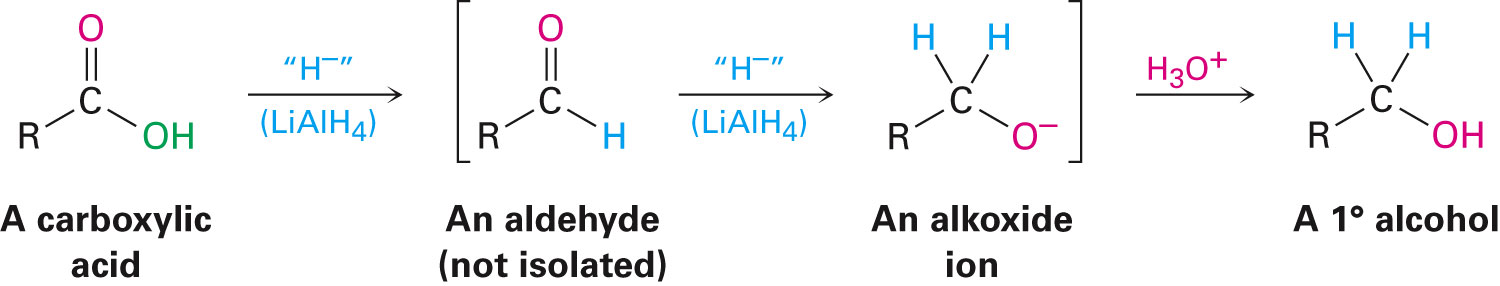 O
C
R
OH
“H–”
(LiAlH4)
O
C
R
H
“H–”
(LiAlH4)
H H
C
R
O–
H3O+
H H
C
R
OH
A carboxylic
acid
An aldehyde
(not isolated)
An alkoxide
ion
A 1° alcohol